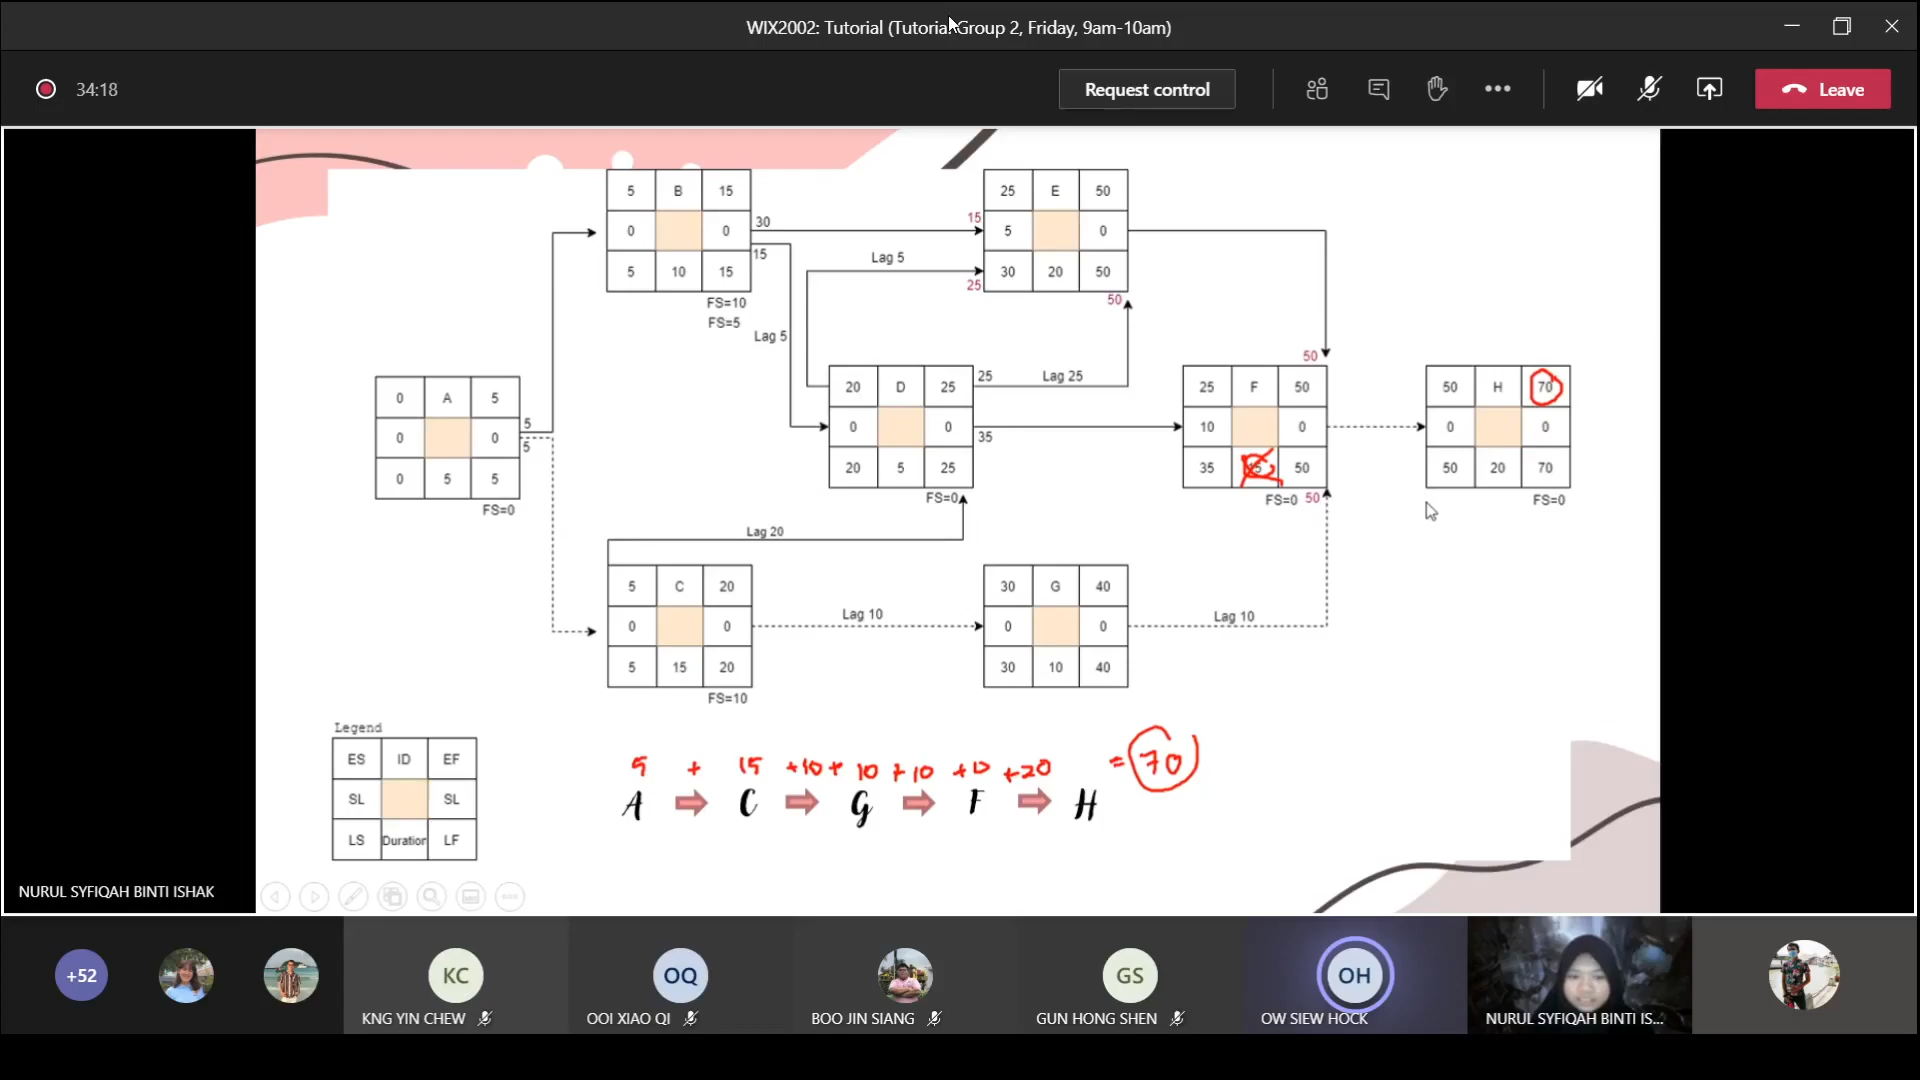 WIX2002: Tutorial (Tutorial Group 2, Friday, 9am-10am)
34:18
Request control
Leave
5 B 15
30
0 0
15
5 10 15
FS=10
FS=5
Lag 5
25 E 50
15
5 0
Lag 5
30 20 50
25
50
0 A 5
5
0 0
5
0 5 5
FS=0
20 D 25
25
Lag 25
0 0
35
20 5 25
FS=0
50
25 F 50
10 0
35 50
FS=0 50
50 H 70
0 0
50 20 70
FS=0
Lag 20
5 C 20
0 0
Lag 10
5 15 20
FS=10
30 G 40
0 0
Lag 10
30 10 40
Legend
ES ID EF
SL SL
LS Duration LF
5 + 15 +10+ 10 +10 +10 +20 = 70
A C G F H
NURUL SYFIQAH BINTI ISHAK
+52
KC
KNG YIN CHEW
OQ
OOI XIAO QI
BOO JIN SIANG
GS
GUN HONG SHEN
OH
OW SIEW HOCK
NURUL SYFIQAH BINTI IS...